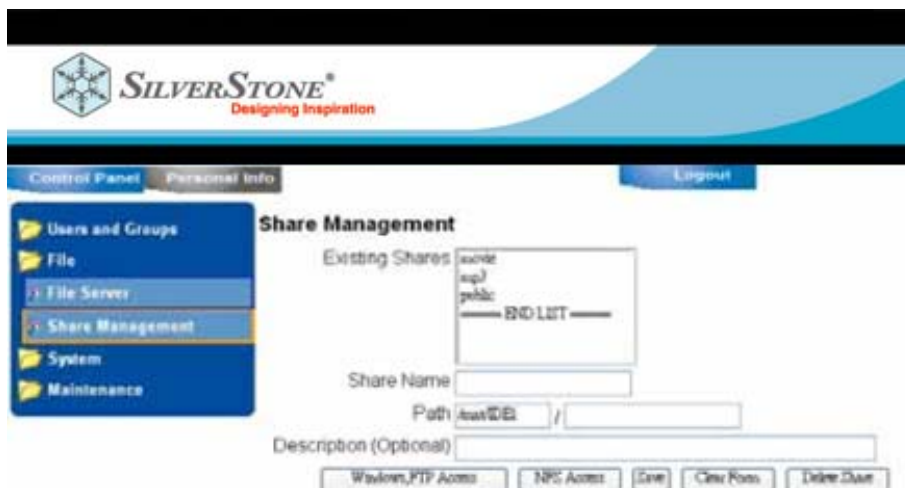 SILVERSTONE®
Designing Inspiration
Control Panel Personal Info Logout
Users and Groups
File
File Server
Share Management
System
Maintenance
Share Management
Existing Shares
movie
mp3
public
END LIST
Share Name
Path /
Description (Optional)
Windows,FTP Access NFS Access Save Clear Form Delete Share